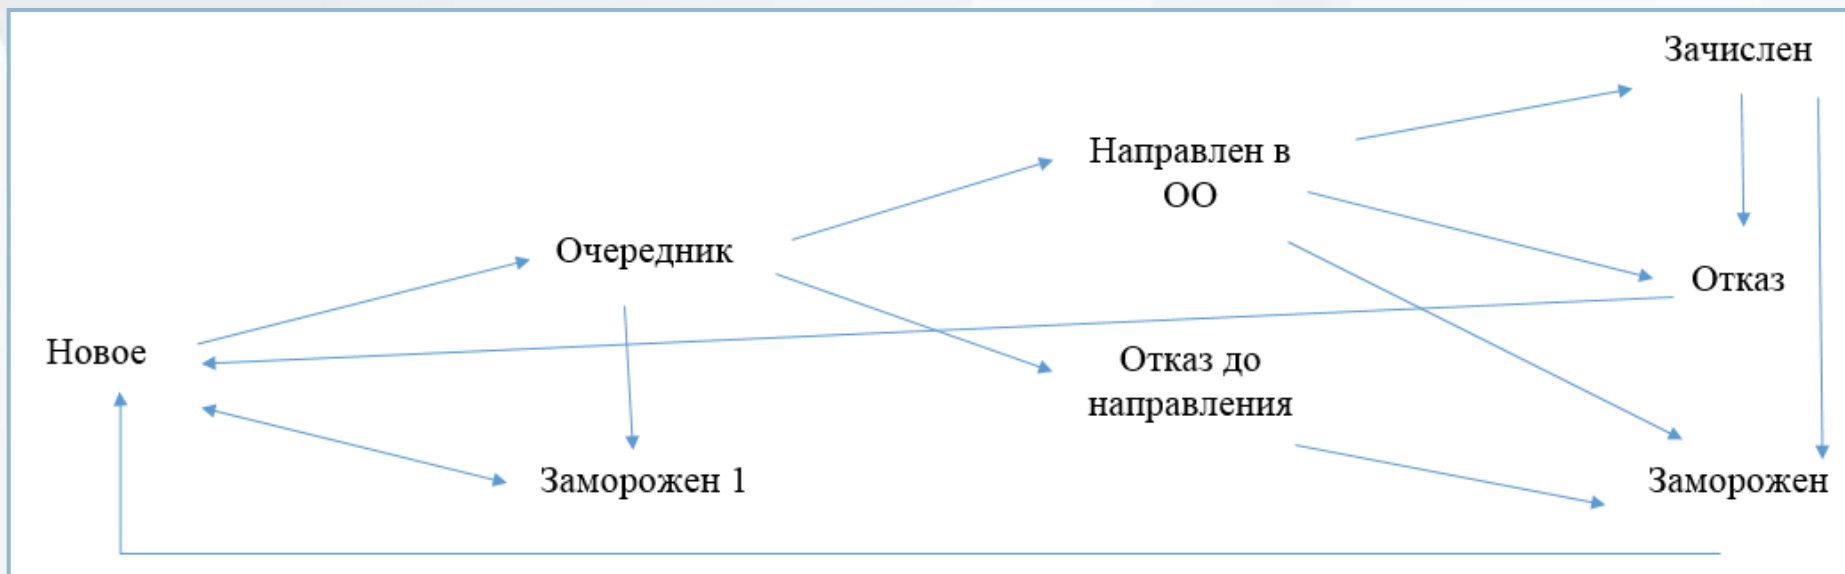 Зачислен
Направлен в
ОО
Очередник
Отказ
Новое
Отказ до
направления
Заморожен 1
Заморожен